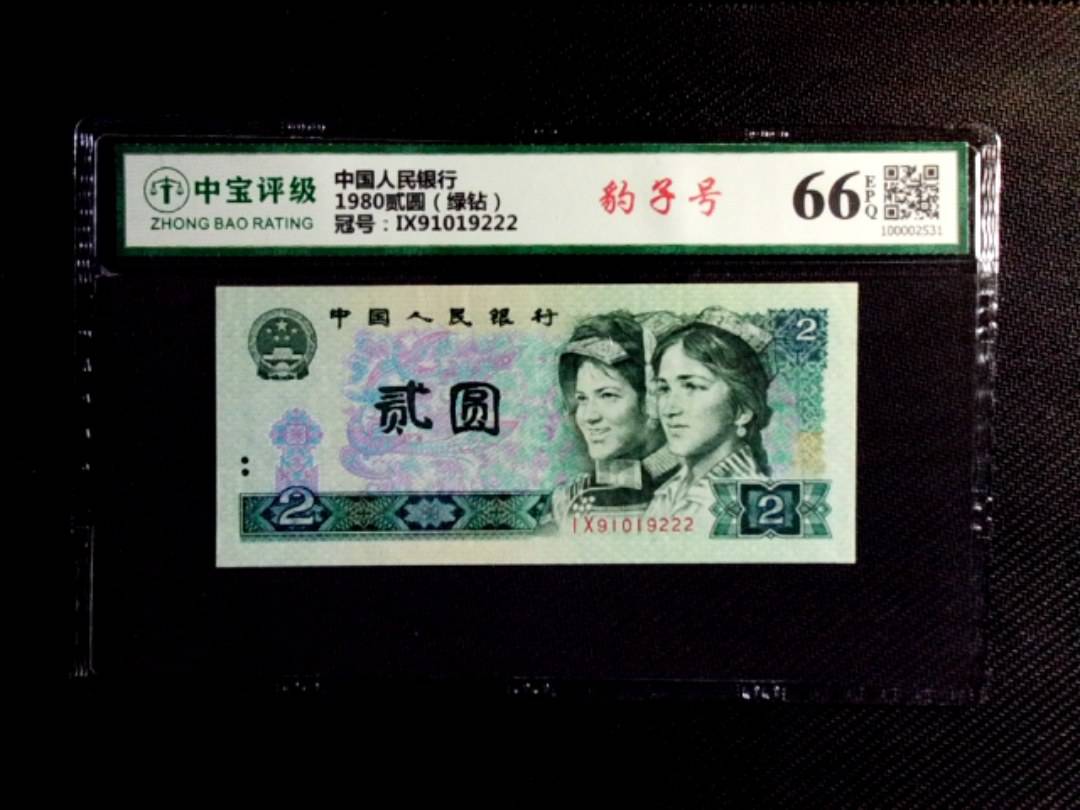 中宝评级
ZHONG BAO RATING
中国人民银行
1980贰圆（绿钻）
冠号：IX91019222
豹子号
66
EPQ
100002531
中国人民银行
2
贰圆
2
IX91019222
2